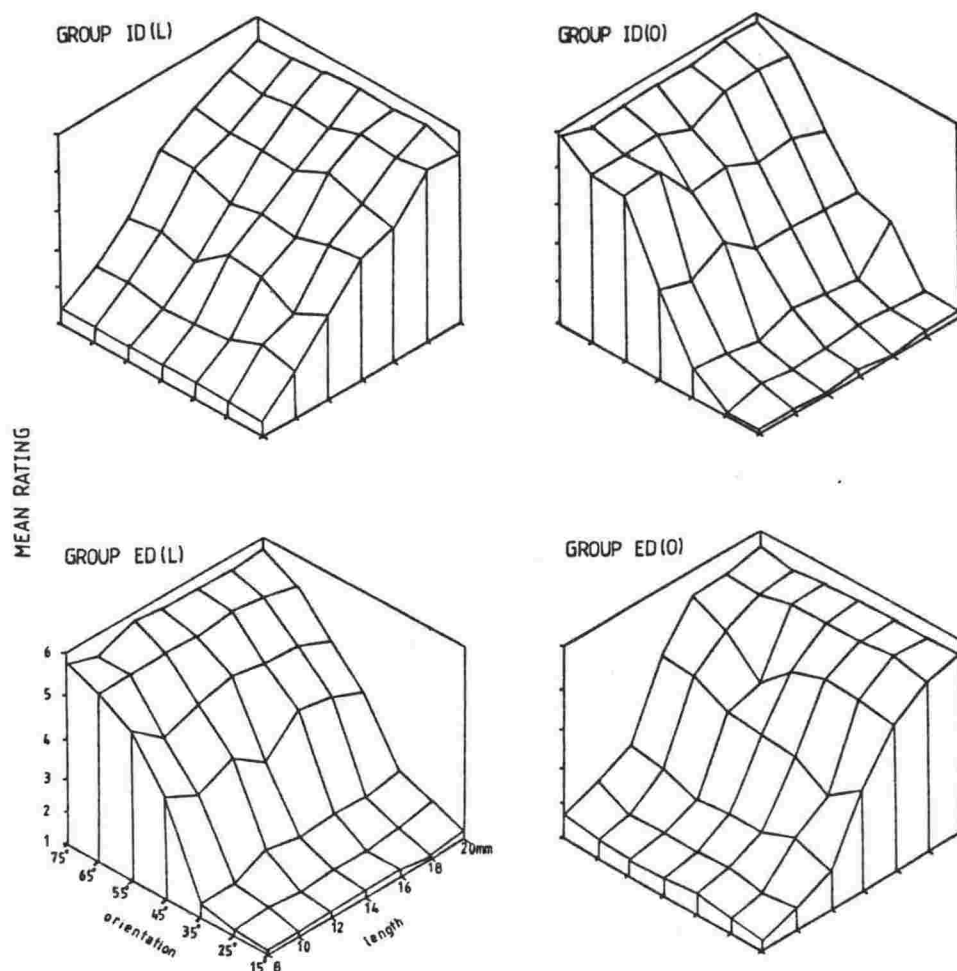 GROUP ID(L)
GROUP ID(O)
MEAN RATING
GROUP ED(L)
GROUP ED(O)
6
5
4
3
2
1
75°
65°
55°
45°
35°
25°
15°
orientation
8
10
12
14
16
18
20mm
length